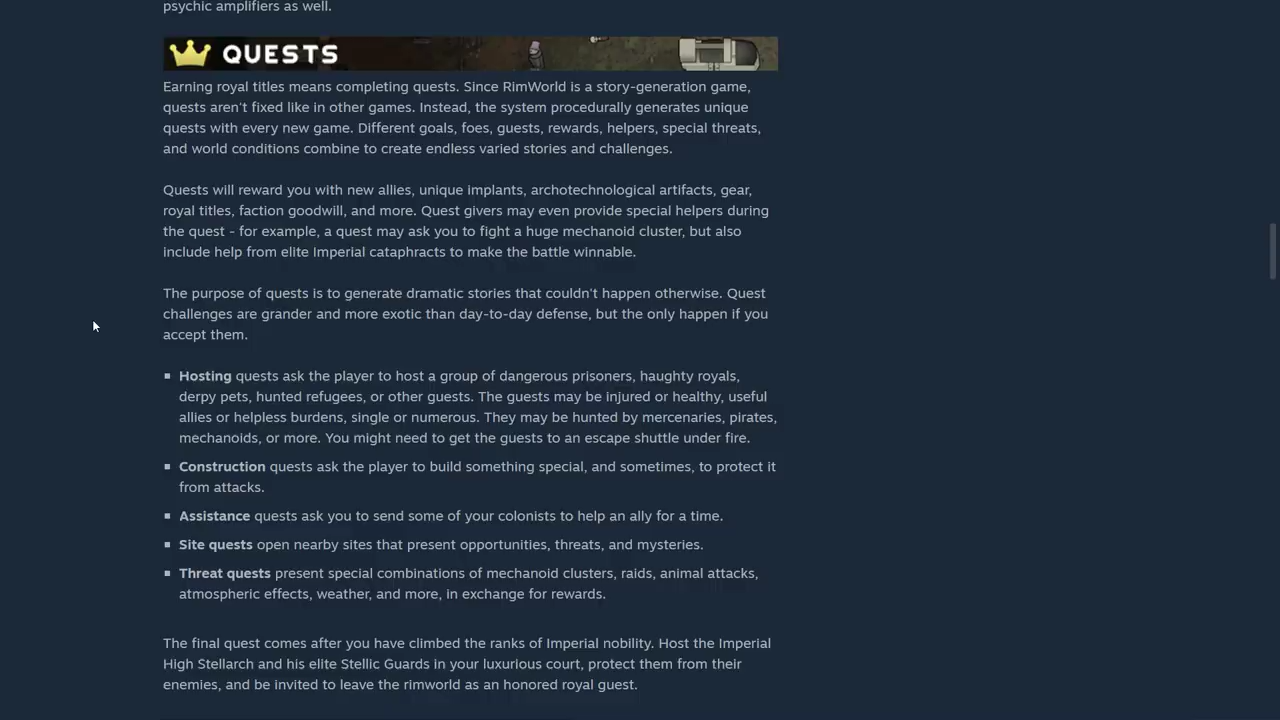 psychic amplifiers as well.
QUESTS
Earning royal titles means completing quests. Since RimWorld is a story-generation game,
quests aren't fixed like in other games. Instead, the system procedurally generates unique
quests with every new game. Different goals, foes, guests, rewards, helpers, special threats,
and world conditions combine to create endless varied stories and challenges.
Quests will reward you with new allies, unique implants, archotechnological artifacts, gear,
royal titles, faction goodwill, and more. Quest givers may even provide special helpers during
the quest - for example, a quest may ask you to fight a huge mechanoid cluster, but also
include help from elite Imperial cataphracts to make the battle winnable.
The purpose of quests is to generate dramatic stories that couldn't happen otherwise. Quest
challenges are grander and more exotic than day-to-day defense, but the only happen if you
accept them.
Hosting quests ask the player to host a group of dangerous prisoners, haughty royals,
derpy pets, hunted refugees, or other guests. The guests may be injured or healthy, useful
allies or helpless burdens, single or numerous. They may be hunted by mercenaries, pirates,
mechanoids, or more. You might need to get the guests to an escape shuttle under fire.
Construction quests ask the player to build something special, and sometimes, to protect it
from attacks.
Assistance quests ask you to send some of your colonists to help an ally for a time.
Site quests open nearby sites that present opportunities, threats, and mysteries.
Threat quests present special combinations of mechanoid clusters, raids, animal attacks,
atmospheric effects, weather, and more, in exchange for rewards.
The final quest comes after you have climbed the ranks of Imperial nobility. Host the Imperial
High Stellarch and his elite Stellic Guards in your luxurious court, protect them from their
enemies, and be invited to leave the rimworld as an honored royal guest.